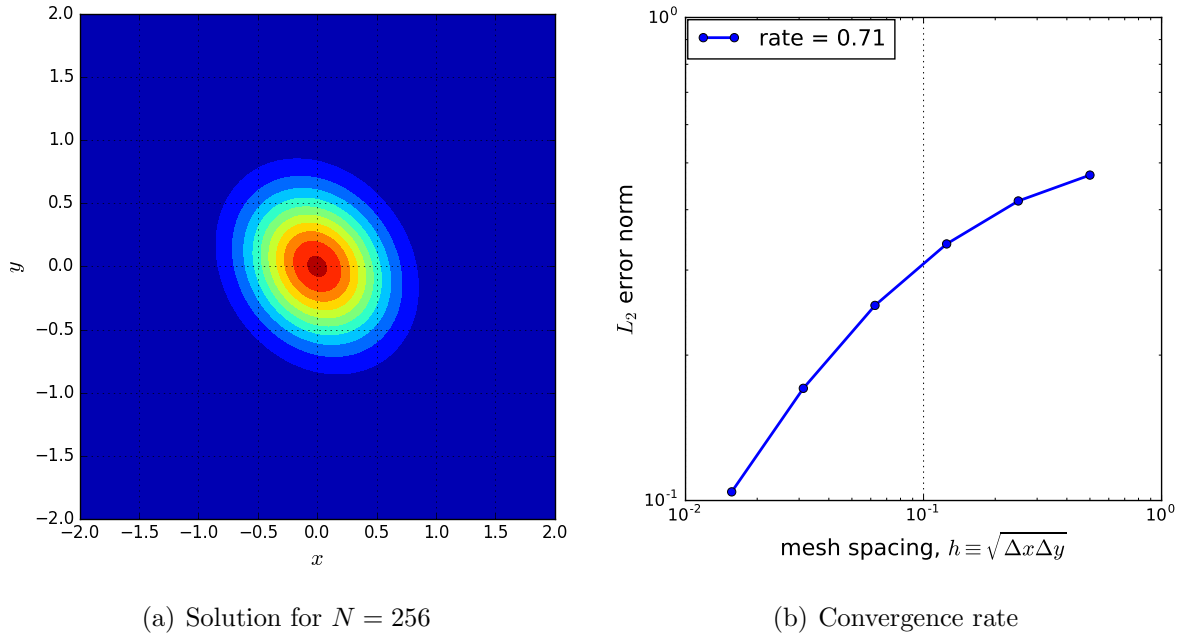 2.0
1.5
1.0
0.5
0.0
−0.5
−1.0
−1.5
−2.0
y
−2.0 −1.5 −1.0 −0.5 0.0 0.5 1.0 1.5 2.0
x
(a) Solution for N = 256
rate = 0.71
10^0
10^-1
L_2 error norm
10^-2 10^-1 10^0
mesh spacing, h ≡ √ΔxΔy
(b) Convergence rate